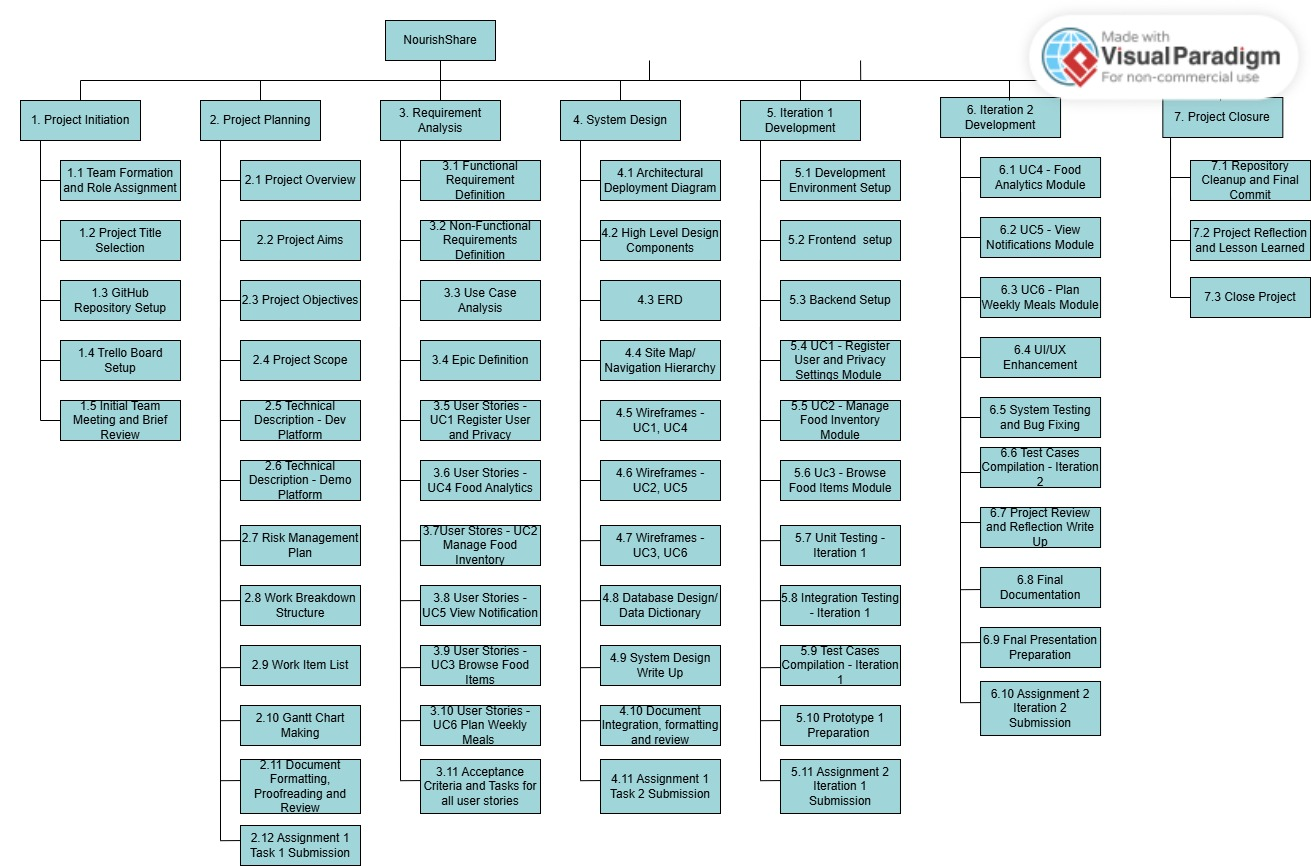 NourishShare
Made with
Visual Paradigm
For non-commercial use
1. Project Initiation
1.1 Team Formation
and Role Assignment
1.2 Project Title
Selection
1.3 GitHub
Repository Setup
1.4 Trello Board
Setup
1.5 Initial Team
Meeting and Brief
Review
2. Project Planning
2.1 Project Overview
2.2 Project Aims
2.3 Project Objectives
2.4 Project Scope
2.5 Technical
Description - Dev
Platform
2.6 Technical
Description - Demo
Platform
2.7 Risk Management
Plan
2.8 Work Breakdown
Structure
2.9 Work Item List
2.10 Gantt Chart
Making
2.11 Document
Formatting,
Proofreading and
Review
2.12 Assignment 1
Task 1 Submission
3. Requirement
Analysis
3.1 Functional
Requirement
Definition
3.2 Non-Functional
Requirements
Definition
3.3 Use Case
Analysis
3.4 Epic Definition
3.5 User Stories -
UC1 Register User
and Privacy
3.6 User Stories -
UC4 Food Analytics
3.7User Stores - UC2
Manage Food
Inventory
3.8 User Stories -
UC5 View Notification
3.9 User Stories -
UC3 Browse Food
Items
3.10 User Stories -
UC6 Plan Weekly
Meals
3.11 Acceptance
Criteria and Tasks for
all user stories
4. System Design
4.1 Architectural
Deployment Diagram
4.2 High Level Design
Components
4.3 ERD
4.4 Site Map/
Navigation Hierarchy
4.5 Wireframes -
UC1, UC4
4.6 Wireframes -
UC2, UC5
4.7 Wireframes -
UC3, UC6
4.8 Database Design/
Data Dictionary
4.9 System Design
Write Up
4.10 Document
Integration, formatting
and review
4.11 Assignment 1
Task 2 Submission
5. Iteration 1
Development
5.1 Development
Environment Setup
5.2 Frontend setup
5.3 Backend Setup
5.4 UC1 - Register
User and Privacy
Settings Module
5.5 UC2 - Manage
Food Inventory
Module
5.6 Uc3 - Browse
Food Items Module
5.7 Unit Testing -
Iteration 1
5.8 Integration Testing
- Iteration 1
5.9 Test Cases
Compilation - Iteration
1
5.10 Prototype 1
Preparation
5.11 Assignment 2
Iteration 1
Submission
6. Iteration 2
Development
6.1 UC4 - Food
Analytics Module
6.2 UC5 - View
Notifications Module
6.3 UC6 - Plan
Weekly Meals Module
6.4 UI/UX
Enhancement
6.5 System Testing
and Bug Fixing
6.6 Test Cases
Compilation - Iteration
2
6.7 Project Review
and Reflection Write
Up
6.8 Final
Documentation
6.9 Fnal Presentation
Preparation
6.10 Assignment 2
Iteration 2
Submission
7. Project Closure
7.1 Repository
Cleanup and Final
Commit
7.2 Project Reflection
and Lesson Learned
7.3 Close Project